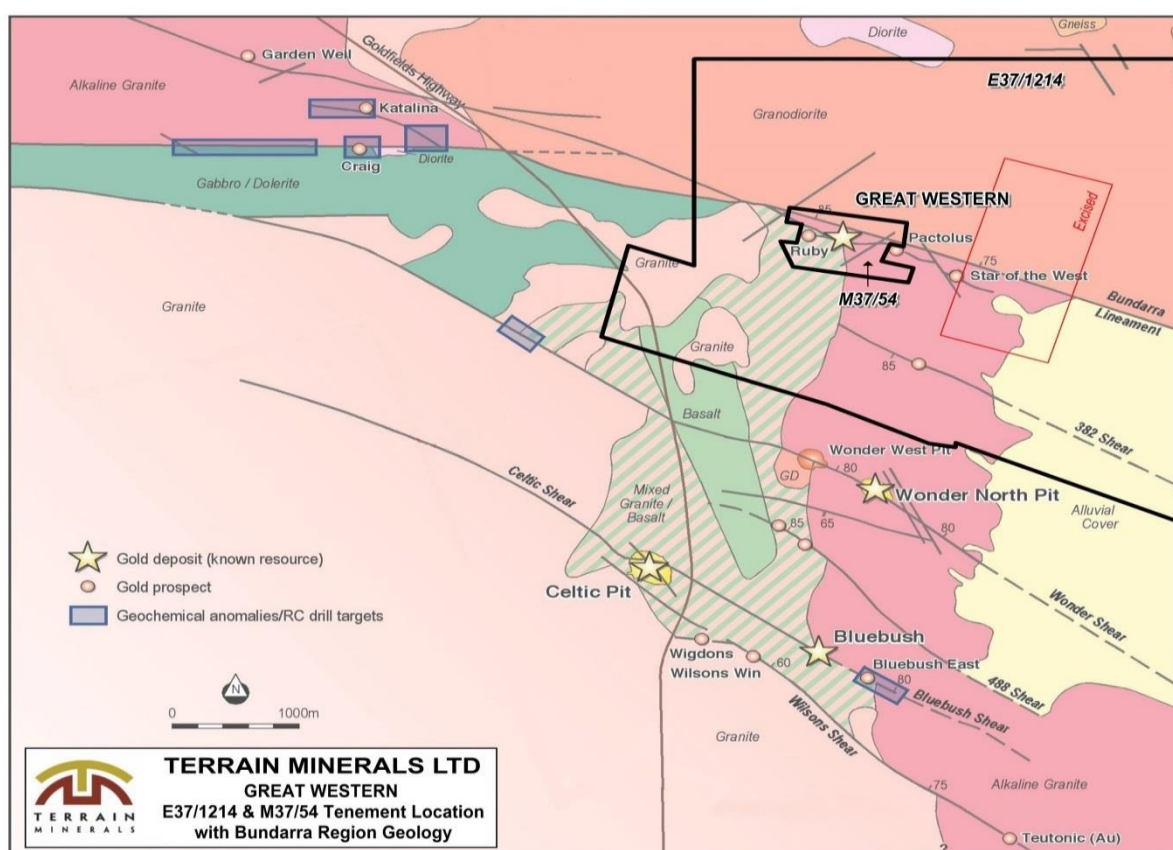 Gneiss
Diorite
Garden Well
Goldfields Highway
E37/1214
Alkaline Granite
Katalina
Granodiorite
Craig
Diorite
Gabbro / Dolerite
Excised
GREAT WESTERN
85
Ruby
Pactolus
75
Star of the West
Granite
M37/54
Bundarra
Lineament
Granite
Granite
85
Basalt
382 Shear
Wonder West Pit
Celtic Shear
GD
80
Wonder North Pit
Mixed
Granite /
Basalt
85
65
80
Alluvial
Cover
Gold deposit (known resource)
Gold prospect
Geochemical anomalies/RC drill targets
Celtic Pit
Wonder Shear
Bluebush
Wigdons
Wilsons Win
60
Bluebush East
80
488 Shear
Bluebush Shear
N
0 1000m
Wilsons Shear
Granite
75
Alkaline Granite
Teutonic (Au)
2
TERRAIN
MINERALS
TERRAIN MINERALS LTD
GREAT WESTERN
E37/1214 & M37/54 Tenement Location
with Bundarra Region Geology